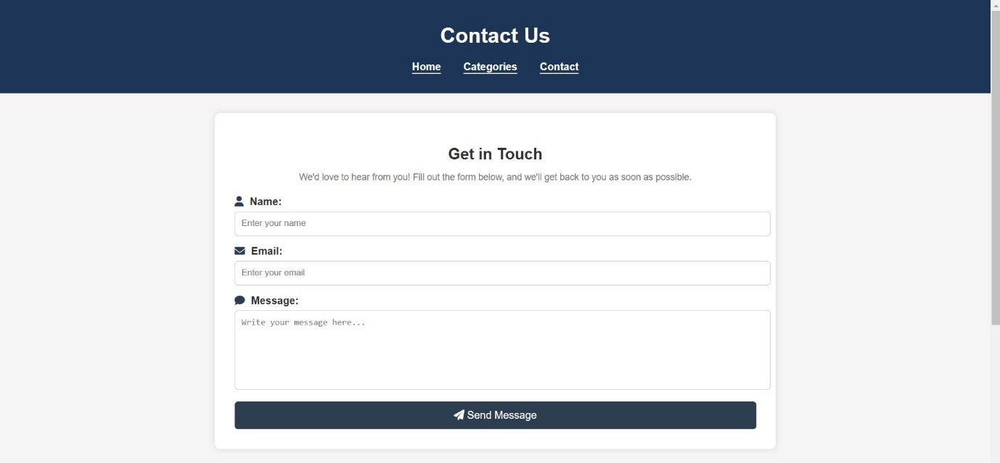 Contact Us
Home Categories Contact
Get in Touch
We'd love to hear from you! Fill out the form below, and we'll get back to you as soon as possible.
Name:
Enter your name
Email:
Enter your email
Message:
Write your message here...
Send Message